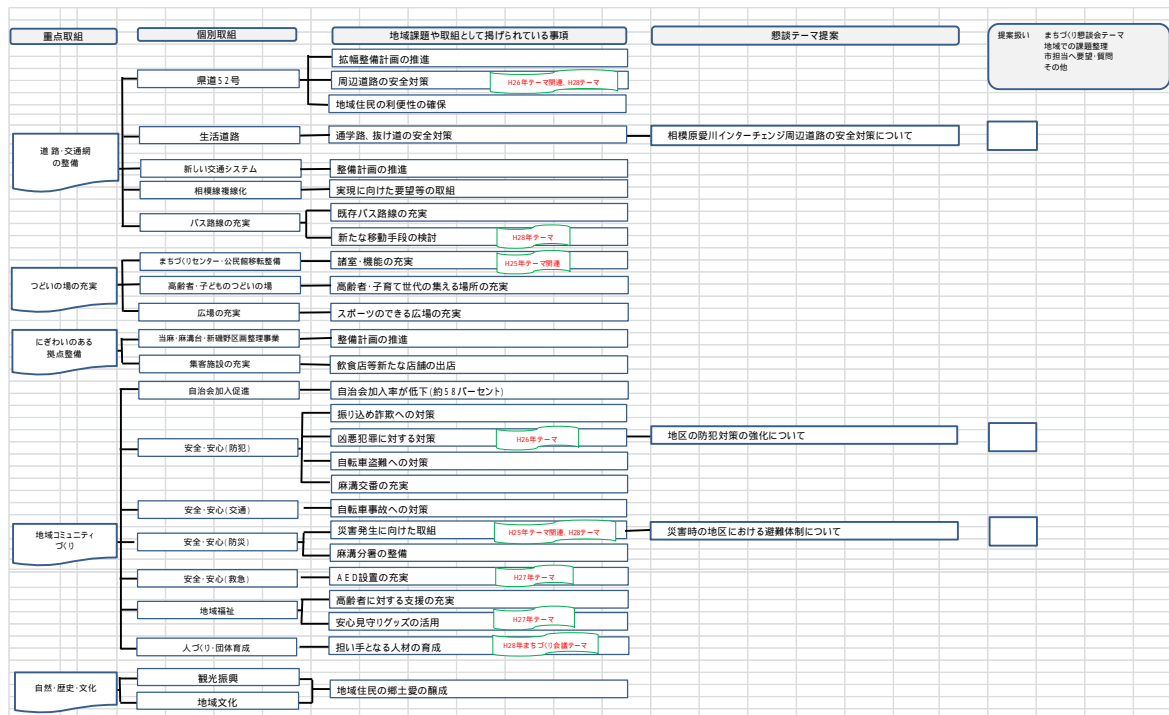 重点取組
個別取組
地域課題や取組として掲げられている事項
懇談テーマ提案
提案扱い　まちづくり懇談会テーマ
地域での課題整理
市担当へ要望・質問
その他
道路・交通網
の整備
県道52号
拡幅整備計画の推進
周辺道路の安全対策
H26年テーマ関連、H28テーマ
地域住民の利便性の確保
生活道路
通学路、抜け道の安全対策
相模原愛川インターチェンジ周辺道路の安全対策について
新しい交通システム
整備計画の推進
相模線複線化
実現に向けた要望等の取組
バス路線の充実
既存バス路線の充実
新たな移動手段の検討
H28年テーマ
つどいの場の充実
まちづくりセンター・公民館移転整備
諸室・機能の充実
H25年テーマ関連
高齢者・子どものつどいの場
高齢者・子育て世代の集える場所の充実
広場の充実
スポーツのできる広場の充実
にぎわいのある
拠点整備
当麻・麻溝台・新磯野区画整理事業
整備計画の推進
集客施設の充実
飲食店等新たな店舗の出店
地域コミュニティ
づくり
自治会加入促進
自治会加入率が低下(約58パーセント)
安全・安心(防犯)
振り込め詐欺への対策
凶悪犯罪に対する対策
H26年テーマ
地区の防犯対策の強化について
自転車盗難への対策
麻溝交番の充実
安全・安心(交通)
自転車事故への対策
安全・安心(防災)
災害発生に向けた取組
H25年テーマ関連、H28テーマ
災害時の地区における避難体制について
麻溝分署の整備
安全・安心(救急)
AED設置の充実
H27年テーマ
地域福祉
高齢者に対する支援の充実
安心見守りグッズの活用
H27年テーマ
人づくり・団体育成
担い手となる人材の育成
H28年まちづくり会議テーマ
自然・歴史・文化
観光振興
地域文化
地域住民の郷土愛の醸成